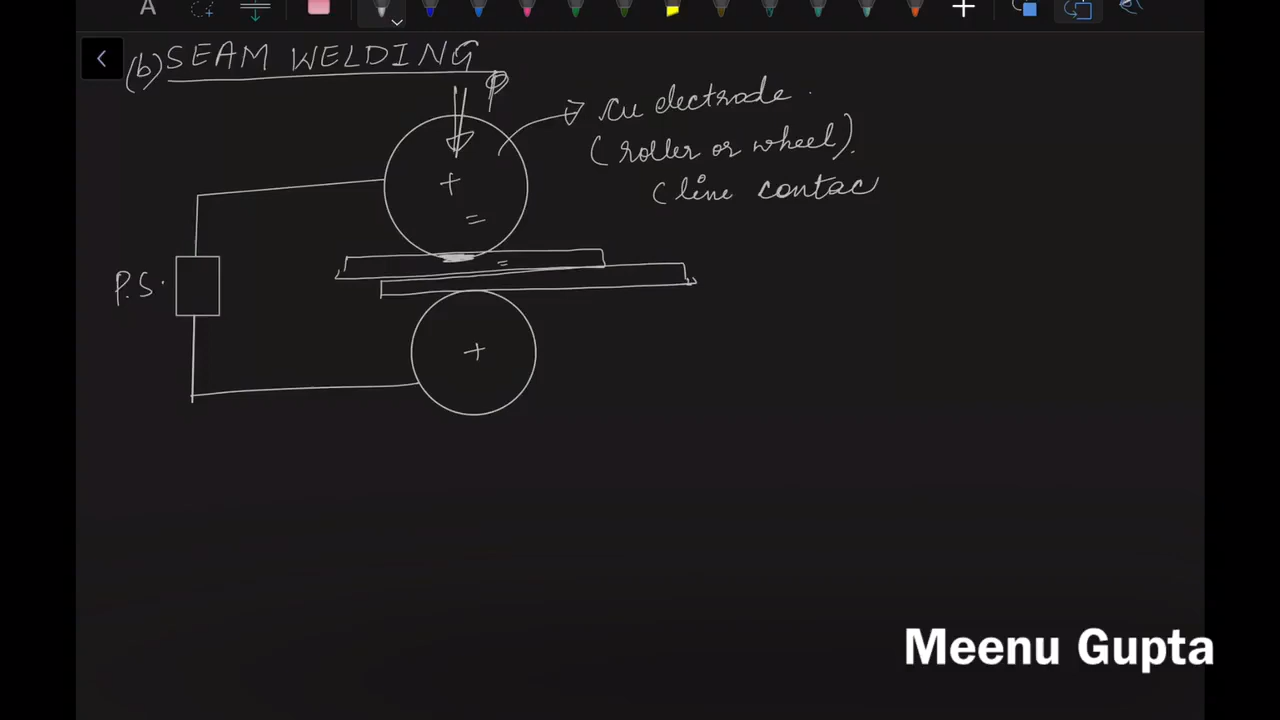 (b) SEAM WELDING
P
Cu electrode.
(roller or wheel).
(line contac
+
=
=
P.S.
+
Meenu Gupta